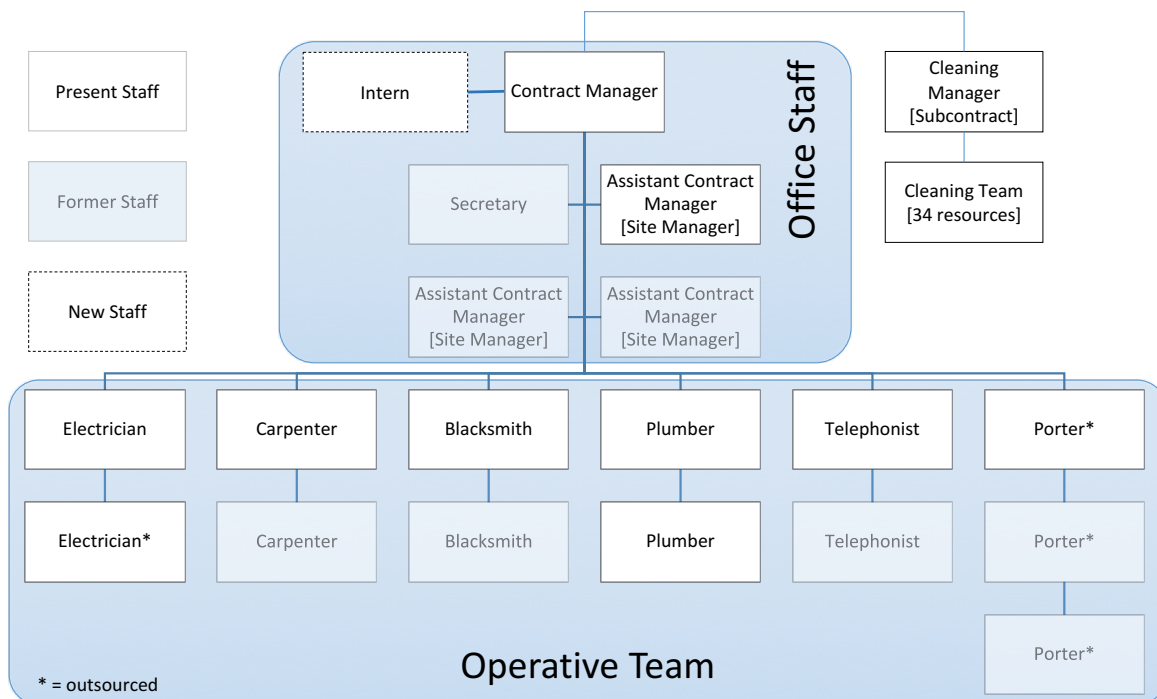 Present Staff
Former Staff
New Staff
Intern
Contract Manager
Secretary
Assistant Contract
Manager
[Site Manager]
Assistant Contract
Manager
[Site Manager]
Assistant Contract
Manager
[Site Manager]
Office Staff
Cleaning
Manager
[Subcontract]
Cleaning Team
[34 resources]
Electrician
Carpenter
Blacksmith
Plumber
Telephonist
Porter*
Electrician*
Carpenter
Blacksmith
Plumber
Telephonist
Porter*
Porter*
Operative Team
* = outsourced